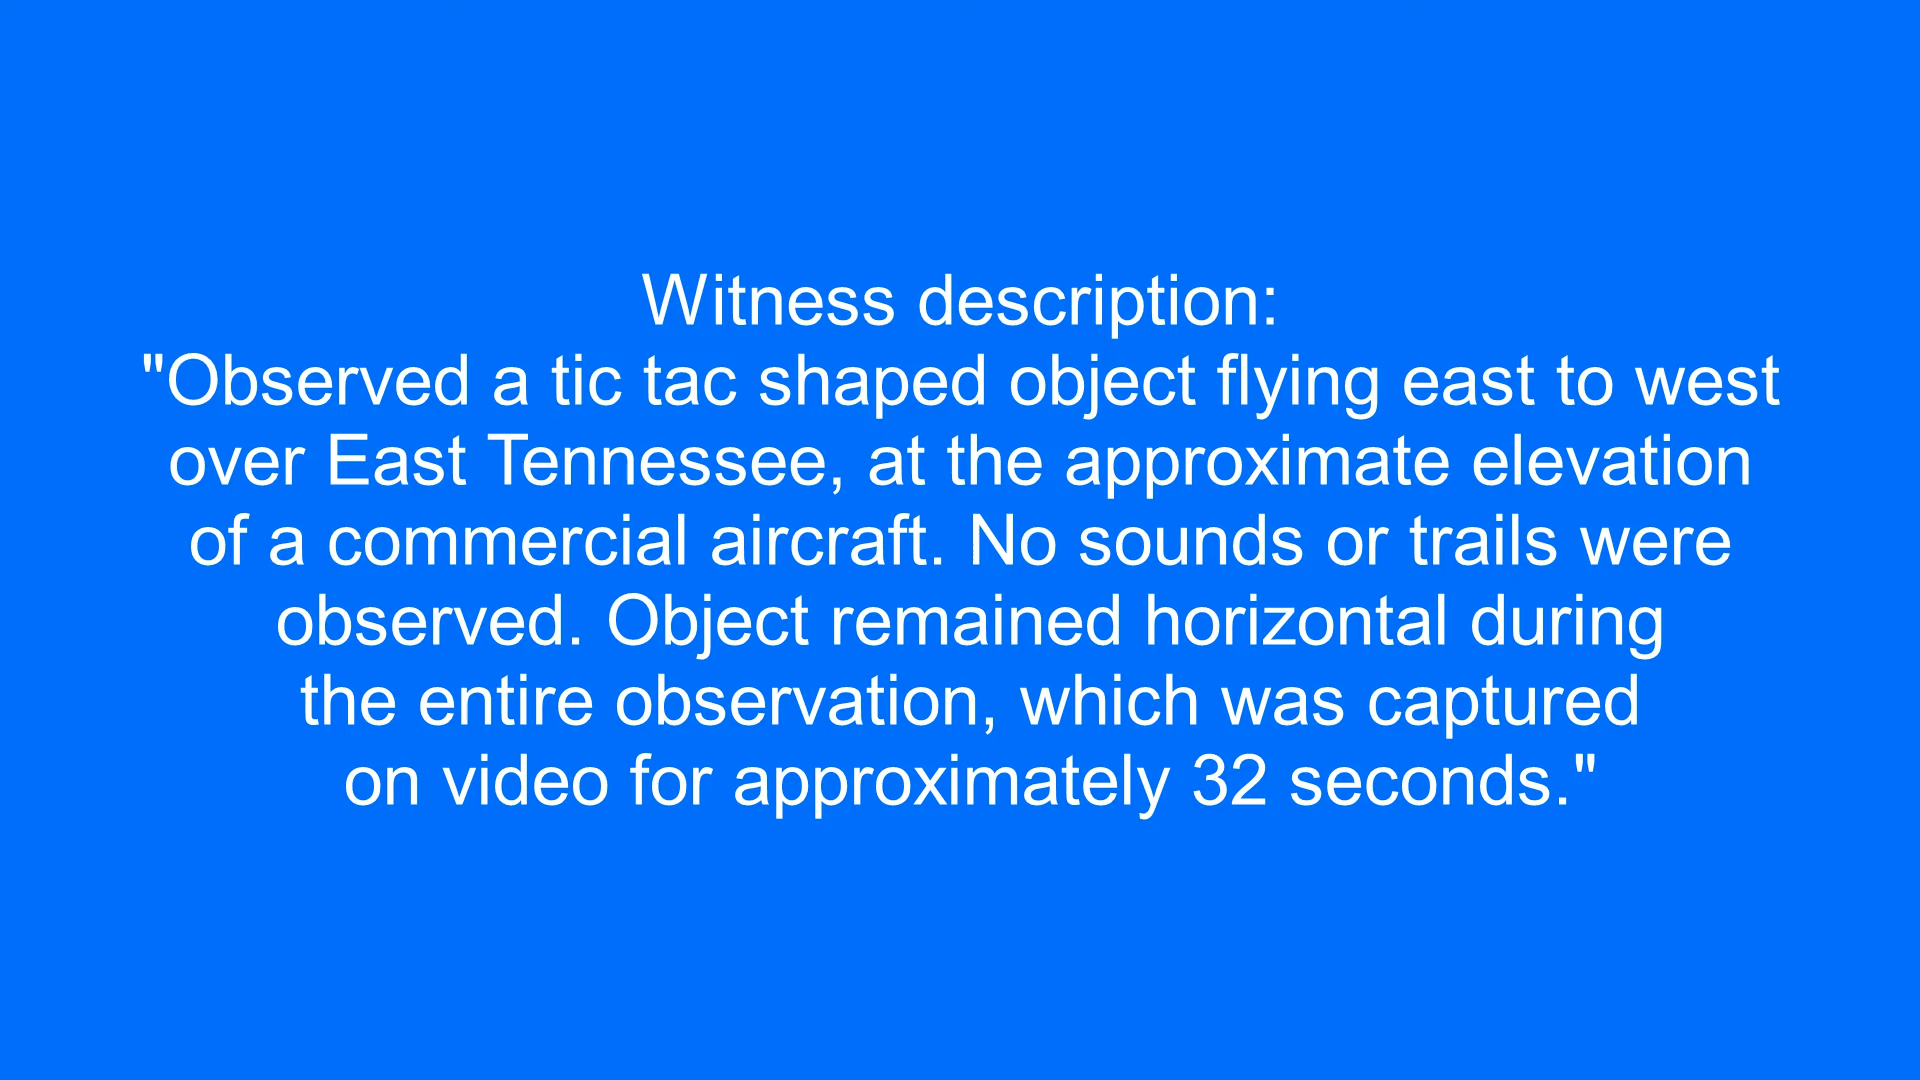 Witness description:
"Observed a tic tac shaped object flying east to west
over East Tennessee, at the approximate elevation
of a commercial aircraft. No sounds or trails were
observed. Object remained horizontal during
the entire observation, which was captured
on video for approximately 32 seconds."